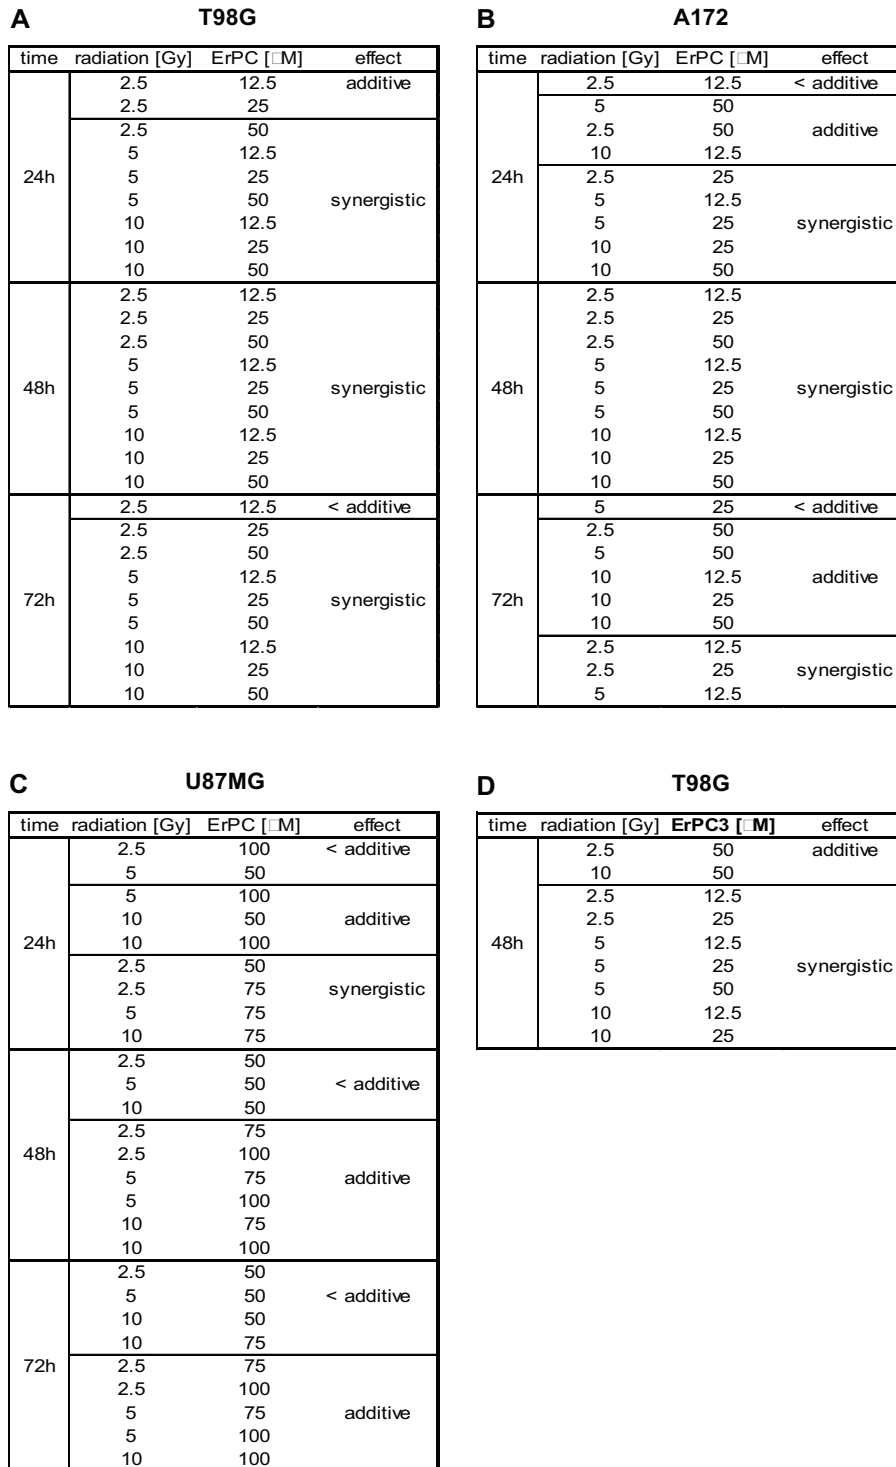 A T98G
time radiation [Gy] ErPC [□M] effect
2.5 12.5 additive
2.5 25
2.5 50
5 12.5
24h 5 25
5 50 synergistic
10 12.5
10 25
10 50
2.5 12.5
2.5 25
2.5 50
5 12.5
48h 5 25 synergistic
5 50
10 12.5
10 25
10 50
2.5 12.5 < additive
2.5 25
2.5 50
5 12.5
72h 5 25 synergistic
5 50
10 12.5
10 25
10 50
B A172
time radiation [Gy] ErPC [□M] effect
2.5 12.5 < additive
5 50
2.5 50 additive
10 12.5
24h 2.5 25
5 12.5
5 25 synergistic
10 25
10 50
2.5 12.5
2.5 25
2.5 50
5 12.5
48h 5 25 synergistic
5 50
10 12.5
10 25
10 50
5 25 < additive
2.5 50
5 50
10 12.5 additive
72h 10 25
10 50
2.5 12.5
2.5 25 synergistic
5 12.5
C U87MG
time radiation [Gy] ErPC [□M] effect
2.5 100 < additive
5 50
5 100
10 50 additive
24h 10 100
2.5 50
2.5 75 synergistic
5 75
10 75
2.5 50
5 50 < additive
10 50
2.5 75
48h 2.5 100
5 75 additive
5 100
10 75
10 100
2.5 50
5 50 < additive
10 50
10 75
72h 2.5 75
2.5 100
5 75 additive
5 100
10 100
D T98G
time radiation [Gy] ErPC3 [□M] effect
2.5 50 additive
10 50
2.5 12.5
2.5 25
48h 5 12.5
5 25 synergistic
5 50
10 12.5
10 25